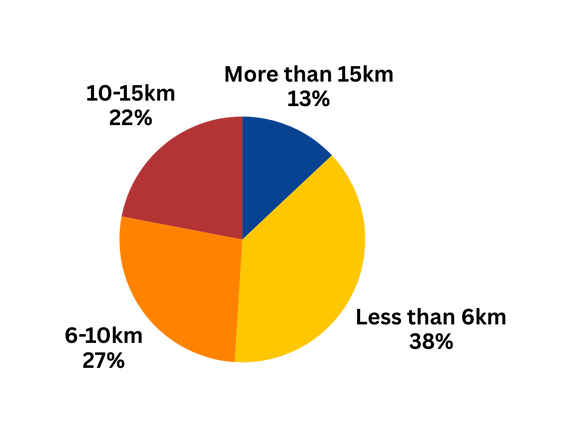 More than 15km
13%
10-15km
22%
Less than 6km
38%
6-10km
27%